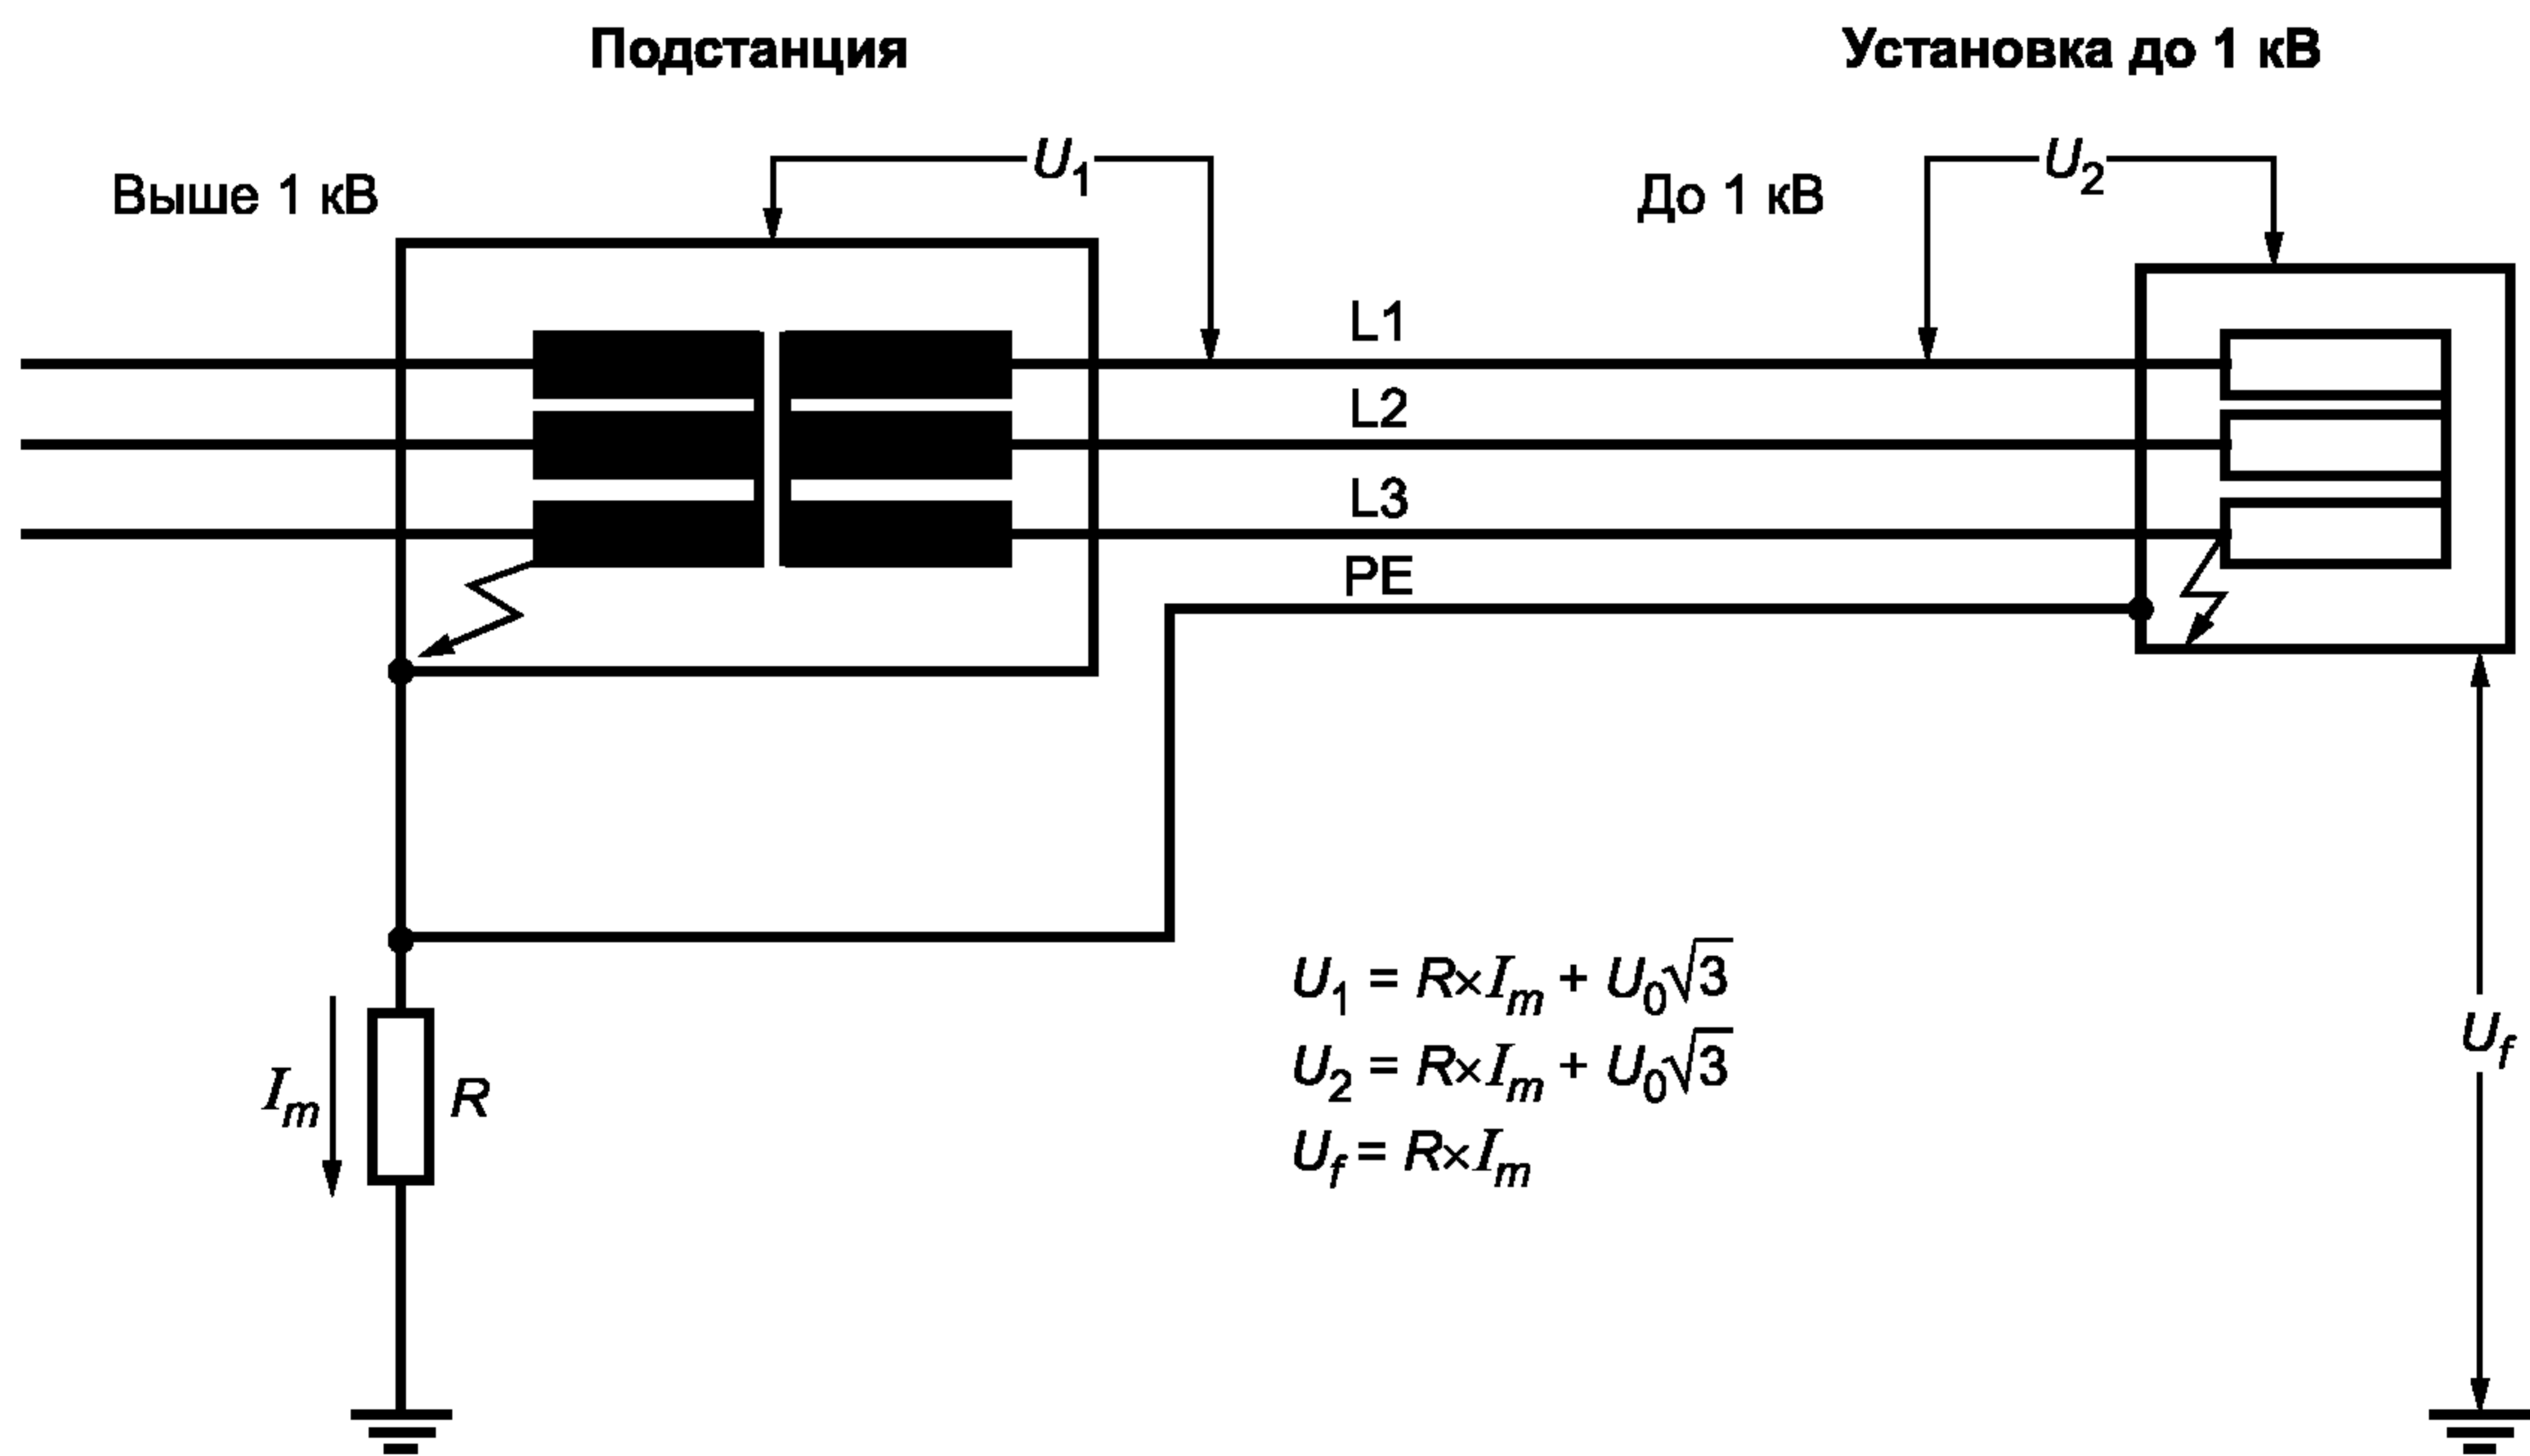 Подстанция
Установка до 1 кВ
U1
U2
Выше 1 кВ
До 1 кВ
L1
L2
L3
PE
U1 = R×Im + U0√3
U2 = R×Im + U0√3
Uf = R×Im
Im
R
Uf